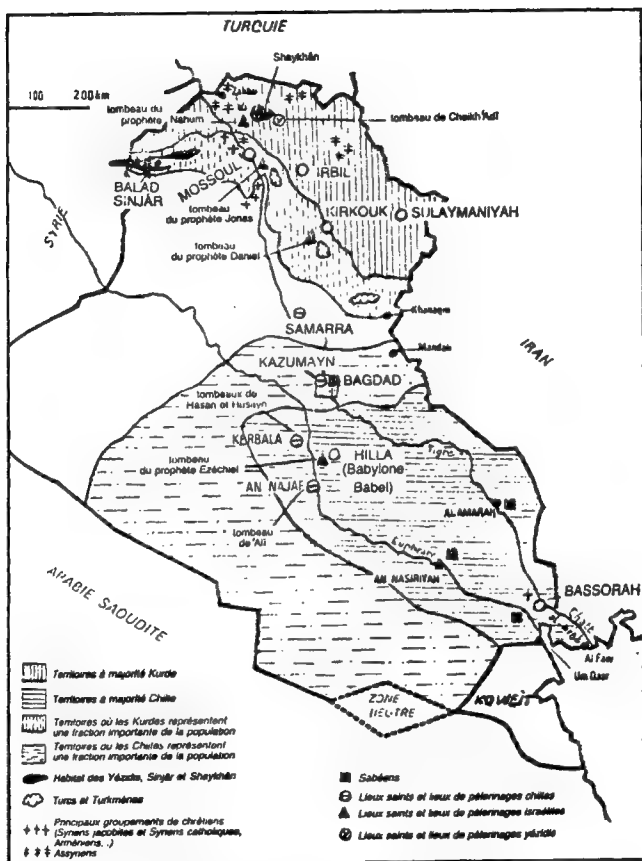 TURQUIE
Shaykhân
100 200 km
tombeau du
prophète Nahum
tombeau de Cheikh Adi
MOSSOUL
IRBIL
BALAD
SINJÂR
tombeau
du prophète Jonas
KIRKOUK
SULAYMANIYAH
SYRIE
tombeau
du prophète Daniel
SAMARRA
IRAN
KAZUMAYN
BAGDAD
tombeaux de
Hasan et Husayn
KERBALA
tombeau
du prophète Ezéchiel
HILLA
(Babylone
Babel)
Tigre
AN NAJAF
tombeau
de 'Ali
AL AMARAH
Euphrate
AN NASIRIYAH
BASSORAH
Chatt
al Arab
ARABIE SAOUDITE
Al Faw
ZONE
NEUTRE
Territoires à majorité Kurde
Territoires à majorité Chiite
Territoires où les Kurdes représentent
une fraction importante de la population
Territoires où les Chiites représentent
une fraction importante de la population
Habitat des Yézidis, Sinjâr et Shaykhân
Turcs et Turkmènes
Principaux groupements de chrétiens
(Syriens jacobites et Syriens catholiques,
Arméniens, ..)
Assyriens
Sabéens
Lieux saints et lieux de pèlerinages chiites
Lieux saints et lieux de pèlerinages israélites
Lieux saints et lieux de pèlerinages yézidis